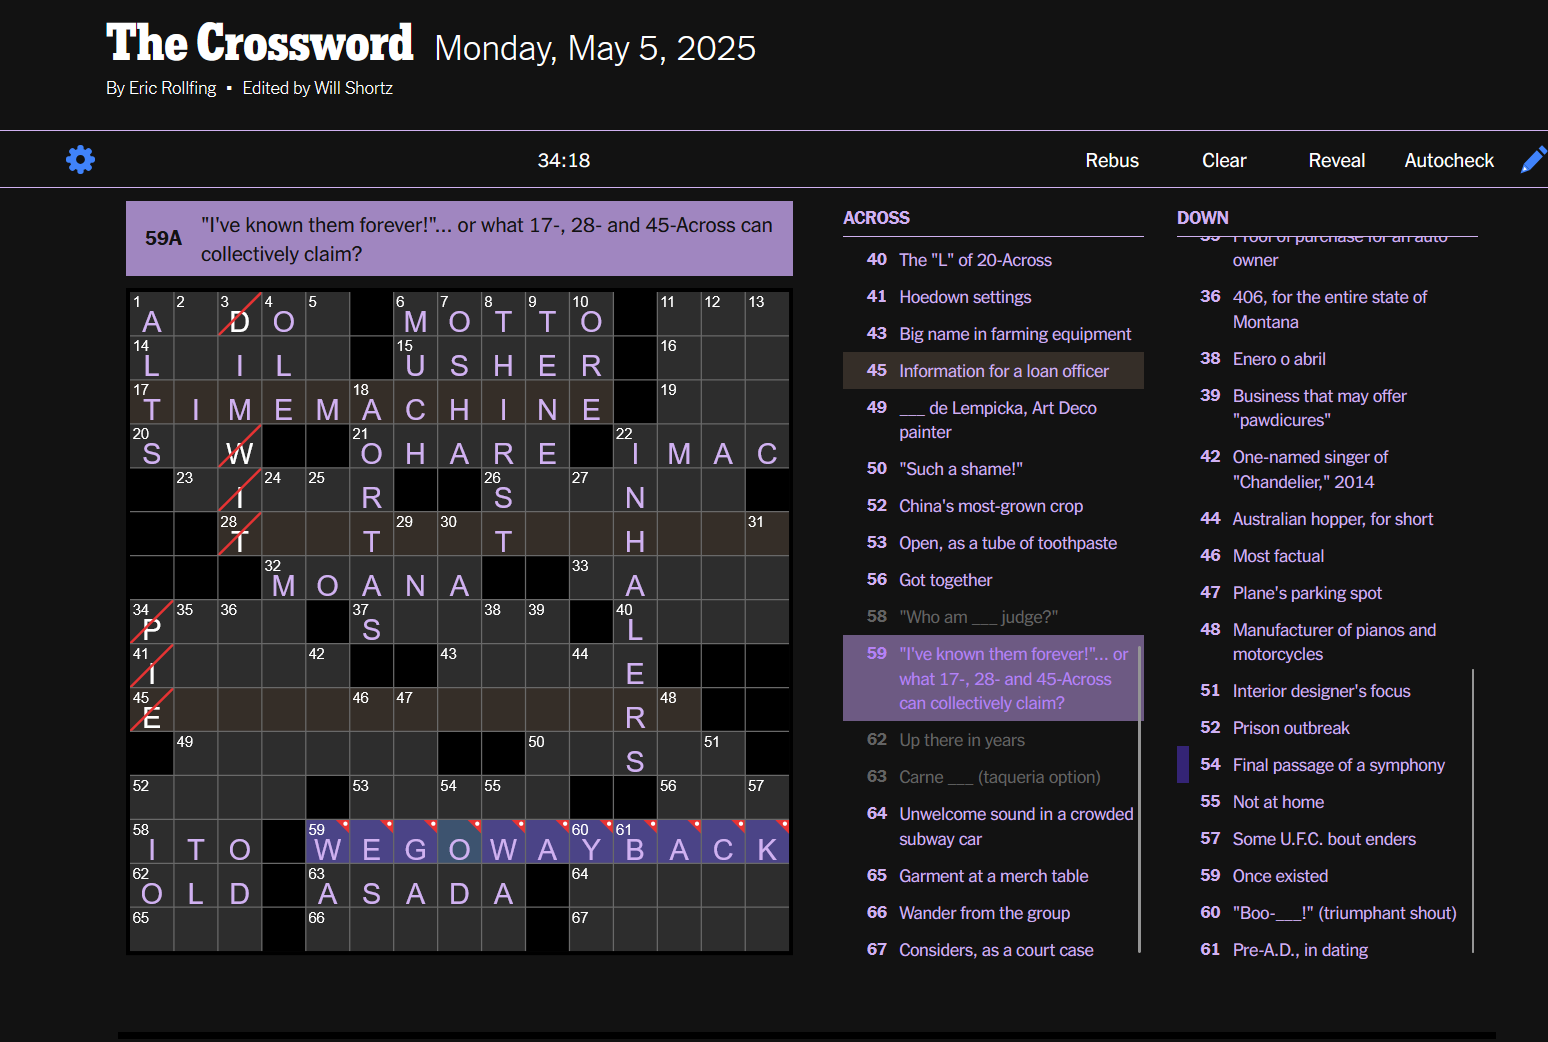 The Crossword Monday, May 5, 2025
By Eric Rollfing ▪ Edited by Will Shortz
34:18
Rebus
Clear
Reveal
Autocheck
59A "I've known them forever!"... or what 17-, 28- and 45-Across can
collectively claim?
1 2 3 4 5 6 7 8 9 10 11 12 13
A D O M O T T O
14 15 16
L I L U S H E R
17 18 19
T I M E M A C H I N E
20 21 22
S W O H A R E I M A C
23 24 25 26 27
I R S N
28 29 30 31
T T T H
32 33
M O A N A A
34 35 36 37 38 39 40
P S L
41 42 43 44
I E
45 46 47 48
E R
49 50 51
S
52 53 54 55 56 57
58 59 60 61
I T O W E G O W A Y B A C K
62 63 64
O L D A S A D A
65 66 67
ACROSS
40 The "L" of 20-Across
41 Hoedown settings
43 Big name in farming equipment
45 Information for a loan officer
49 ___ de Lempicka, Art Deco
painter
50 "Such a shame!"
52 China's most-grown crop
53 Open, as a tube of toothpaste
56 Got together
58 "Who am ___ judge?"
59 "I've known them forever!"... or
what 17-, 28- and 45-Across
can collectively claim?
62 Up there in years
63 Carne ___ (taqueria option)
64 Unwelcome sound in a crowded
subway car
65 Garment at a merch table
66 Wander from the group
67 Considers, as a court case
DOWN
35 Proof of purchase for an auto
owner
36 406, for the entire state of
Montana
38 Enero o abril
39 Business that may offer
"pawdicures"
42 One-named singer of
"Chandelier," 2014
44 Australian hopper, for short
46 Most factual
47 Plane's parking spot
48 Manufacturer of pianos and
motorcycles
51 Interior designer's focus
52 Prison outbreak
54 Final passage of a symphony
55 Not at home
57 Some U.F.C. bout enders
59 Once existed
60 "Boo-___!" (triumphant shout)
61 Pre-A.D., in dating